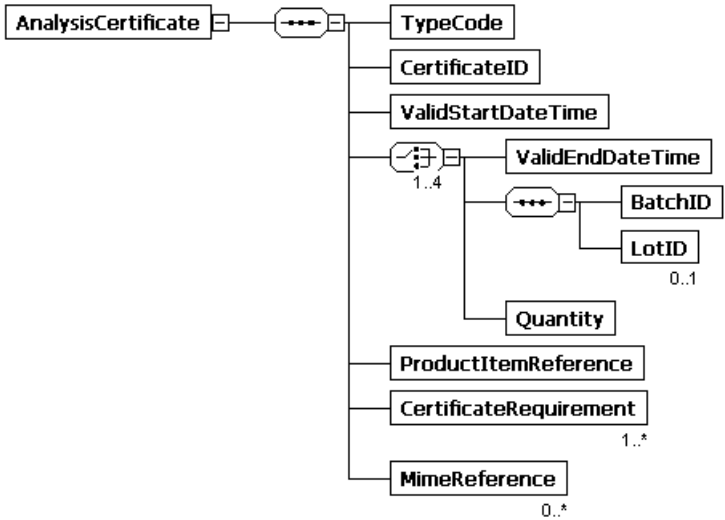 AnalysisCertificate
TypeCode
CertificateID
ValidStartDateTime
1..4
ValidEndDateTime
BatchID
LotID
0..1
Quantity
ProductItemReference
CertificateRequirement
1..*
MimeReference
0..*